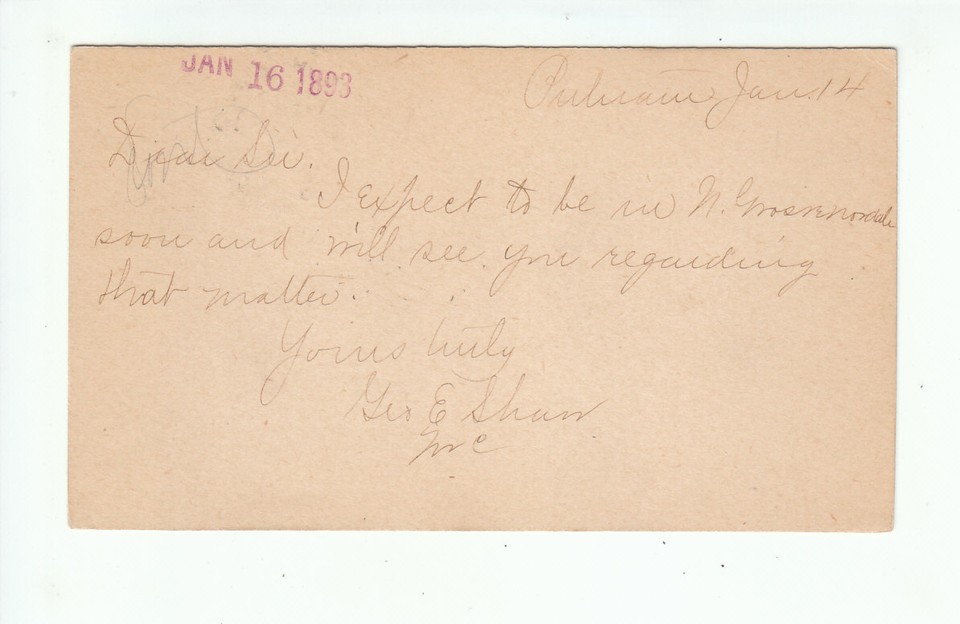 JAN 16 1893
Putnam Jan. 14
Dear Sir.
I Expect to be in N. Grosvenordale
soon and will see you regarding
that matter.
Yours truly
Geo E Shaw